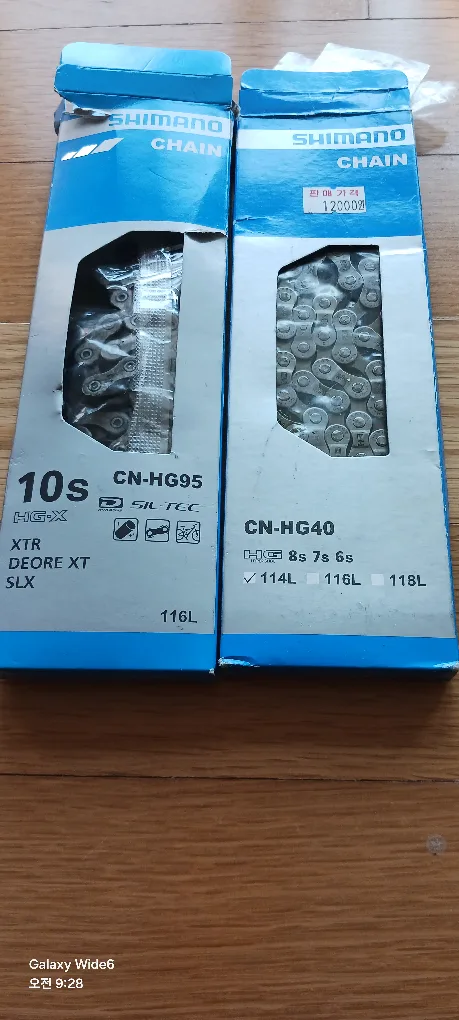 SHIMANO
CHAIN
10s
CN-HG95
HG-X
SIL-TEC
XTR
DEORE XT
SLX
116L
SHIMANO
CHAIN
판매가격
12000원
CN-HG40
HG 8s 7s 6s
114L 116L 118L
Galaxy Wide6
오전 9:28